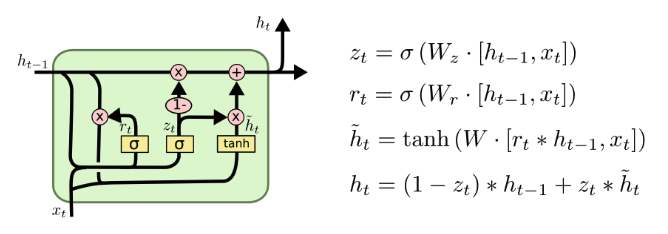 h_t
h_{t-1}
x
+
1-
x
r_t
z_t
x
h̃_t
σ
σ
tanh
x_t
z_t = σ (W_z · [h_{t-1}, x_t])
r_t = σ (W_r · [h_{t-1}, x_t])
h̃_t = tanh (W · [r_t * h_{t-1}, x_t])
h_t = (1 − z_t) * h_{t-1} + z_t * h̃_t